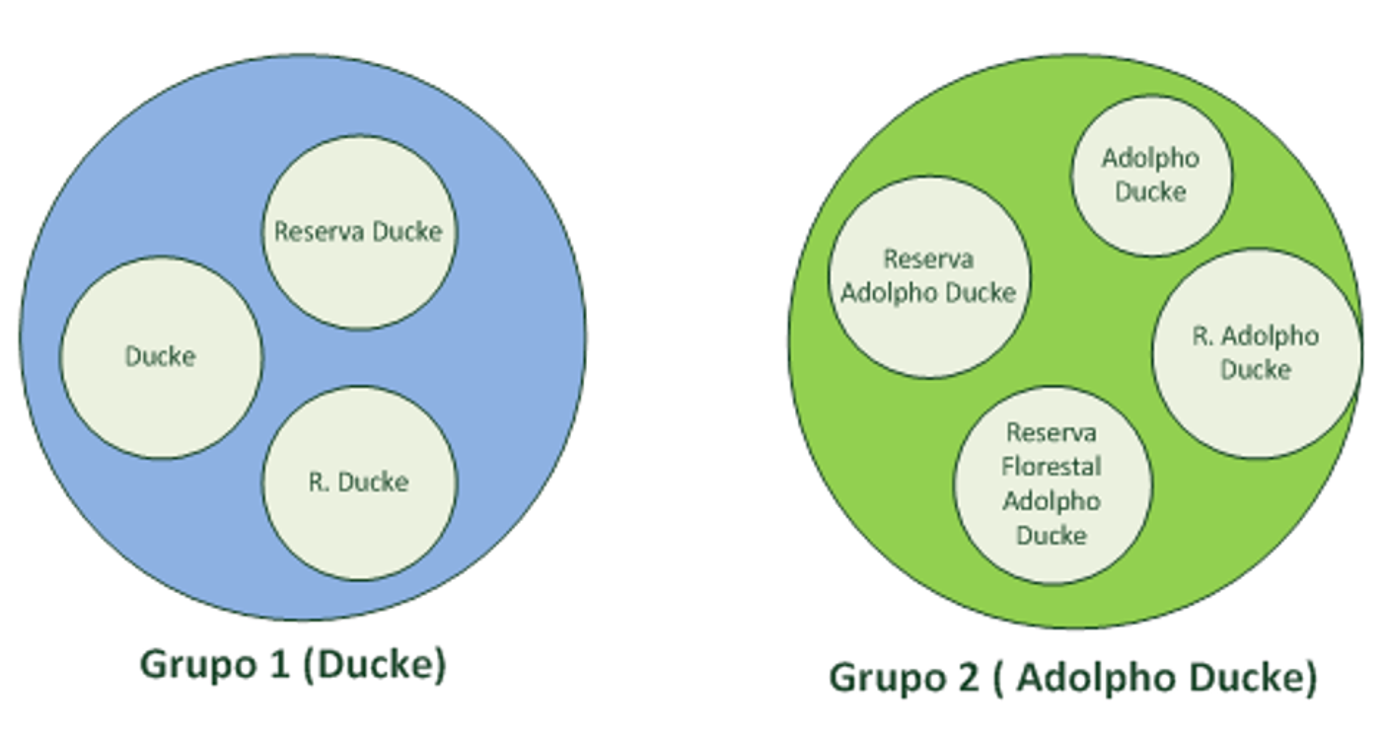 Reserva Ducke
Ducke
R. Ducke
Grupo 1 (Ducke)
Adolpho
Ducke
Reserva
Adolpho Ducke
R. Adolpho
Ducke
Reserva
Florestal
Adolpho
Ducke
Grupo 2 ( Adolpho Ducke)